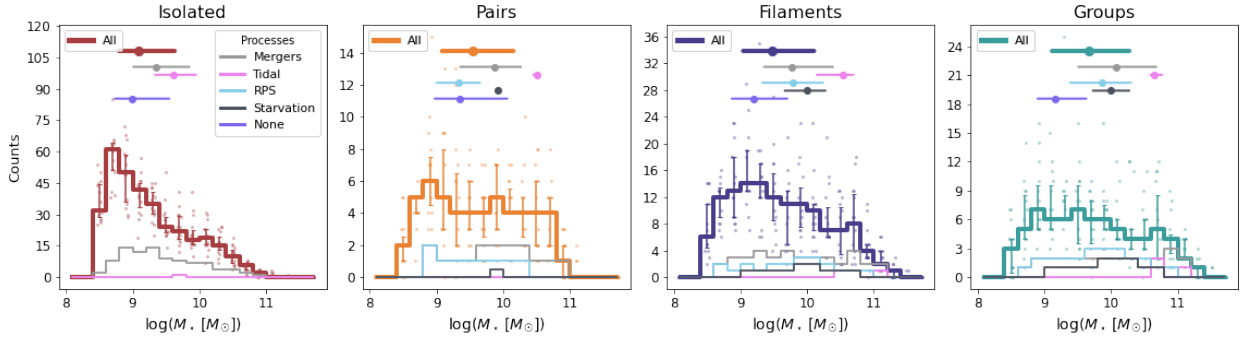 Isolated
Pairs
Filaments
Groups
Counts
120
105
90
75
60
45
30
15
0
All
Processes
Mergers
Tidal
RPS
Starvation
None
8
9
10
11
log(M⋆ [M⊙])
14
12
10
8
6
4
2
0
All
8
9
10
11
log(M⋆ [M⊙])
36
32
28
24
20
16
12
8
4
0
All
8
9
10
11
log(M⋆ [M⊙])
24
21
18
15
12
9
6
3
0
All
8
9
10
11
log(M⋆ [M⊙])